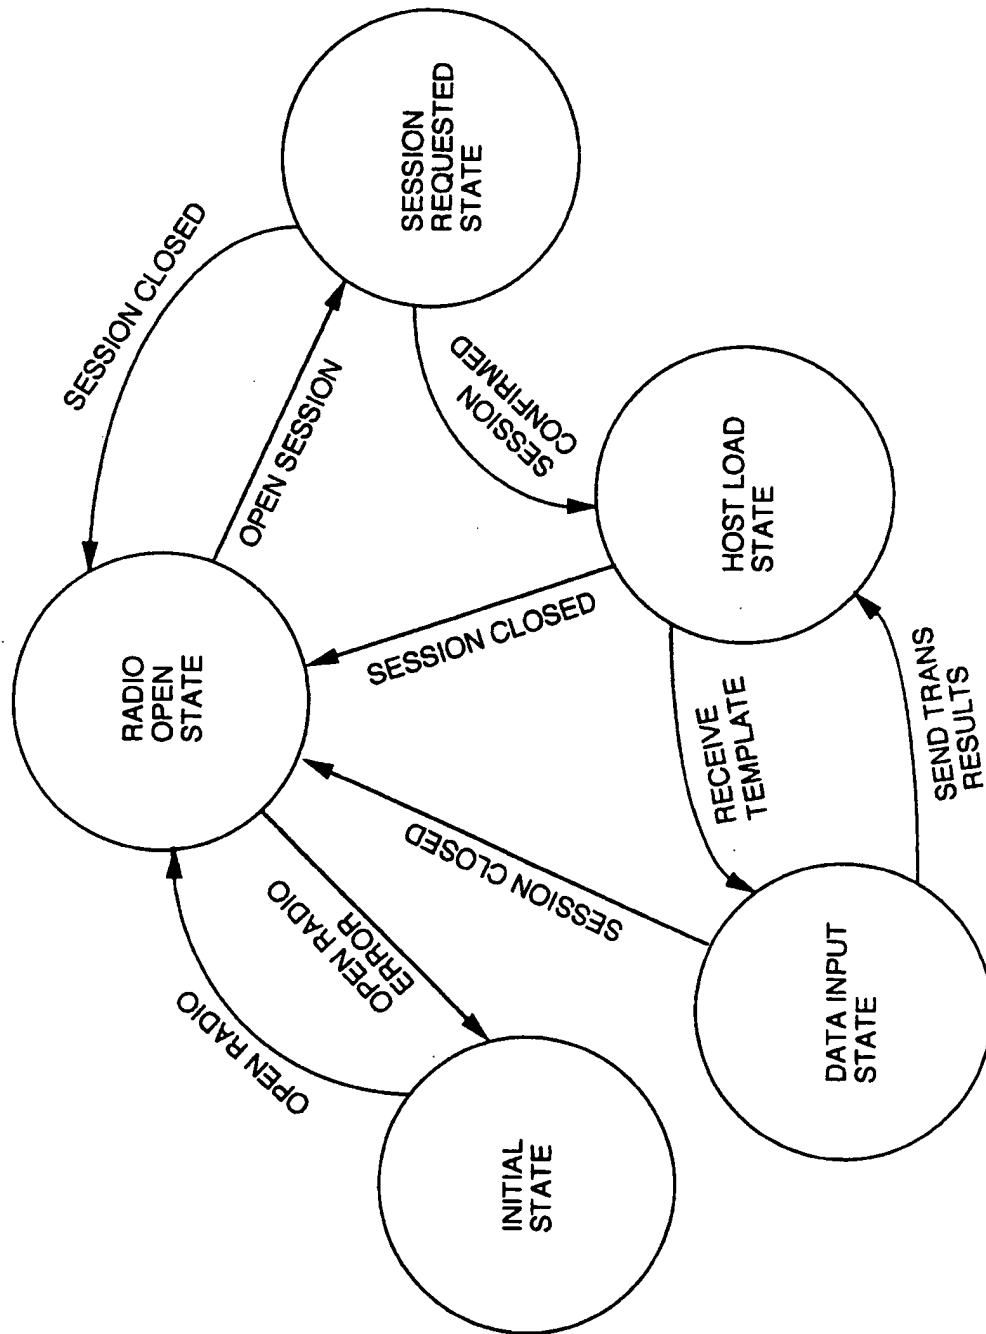 SESSION
REQUESTED
STATE
SESSION CLOSED
OPEN SESSION
SESSION
CONFIRMED
RADIO
OPEN
STATE
HOST LOAD
STATE
SESSION CLOSED
SESSION CLOSED
RECEIVE
TEMPLATE
SEND TRANS
RESULTS
OPEN RADIO
OPEN RADIO
ERROR
INITIAL
STATE
DATA INPUT
STATE